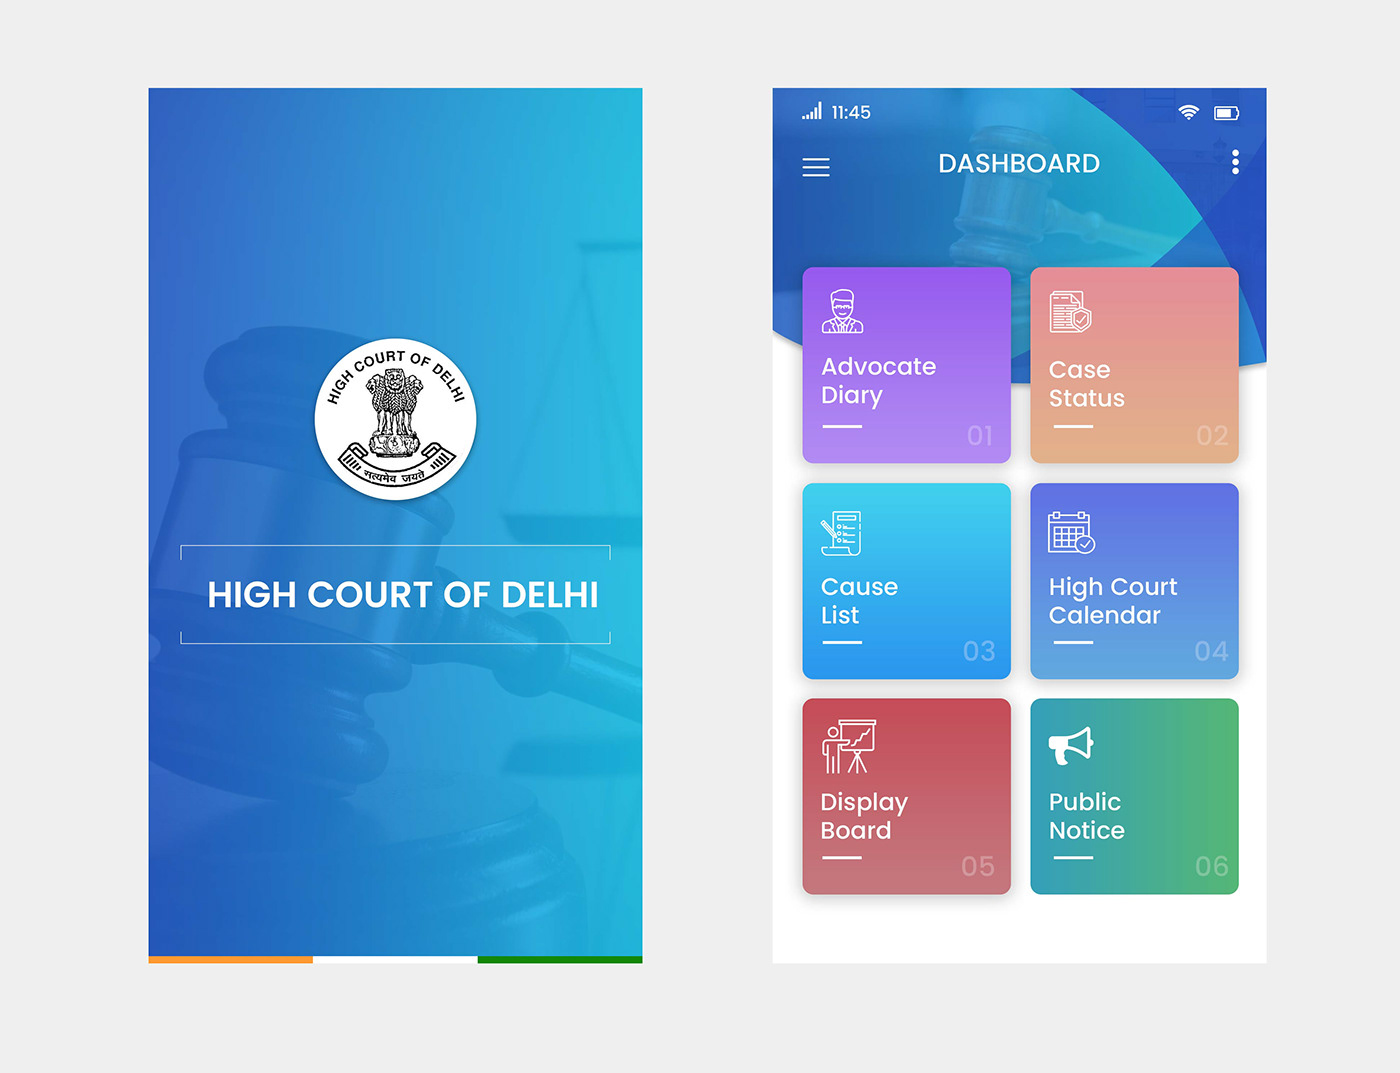 HIGH COURT OF DELHI
सत्यमेव जयते
HIGH COURT OF DELHI
11:45
DASHBOARD
Advocate
Diary
01
Case
Status
02
Cause
List
03
High Court
Calendar
04
Display
Board
05
Public
Notice
06